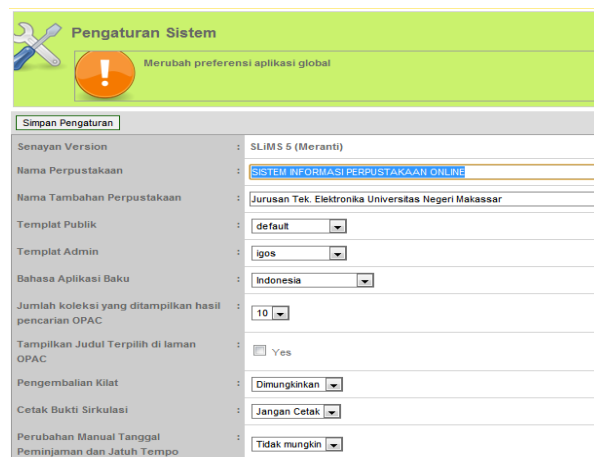 Pengaturan Sistem
Merubah preferensi aplikasi global
Simpan Pengaturan
Senayan Version : SLiMS 5 (Meranti)
Nama Perpustakaan : SISTEM INFORMASI PERPUSTAKAAN ONLINE
Nama Tambahan Perpustakaan : Jurusan Tek. Elektronika Universitas Negeri Makassar
Templat Publik : default
Templat Admin : igos
Bahasa Aplikasi Baku : Indonesia
Jumlah koleksi yang ditampilkan hasil : 10
pencarian OPAC
Tampilkan Judul Terpilih di laman : Yes
OPAC
Pengembalian Kilat : Dimungkinkan
Cetak Bukti Sirkulasi : Jangan Cetak
Perubahan Manual Tanggal : Tidak mungkin
Peminjaman dan Jatuh Tempo